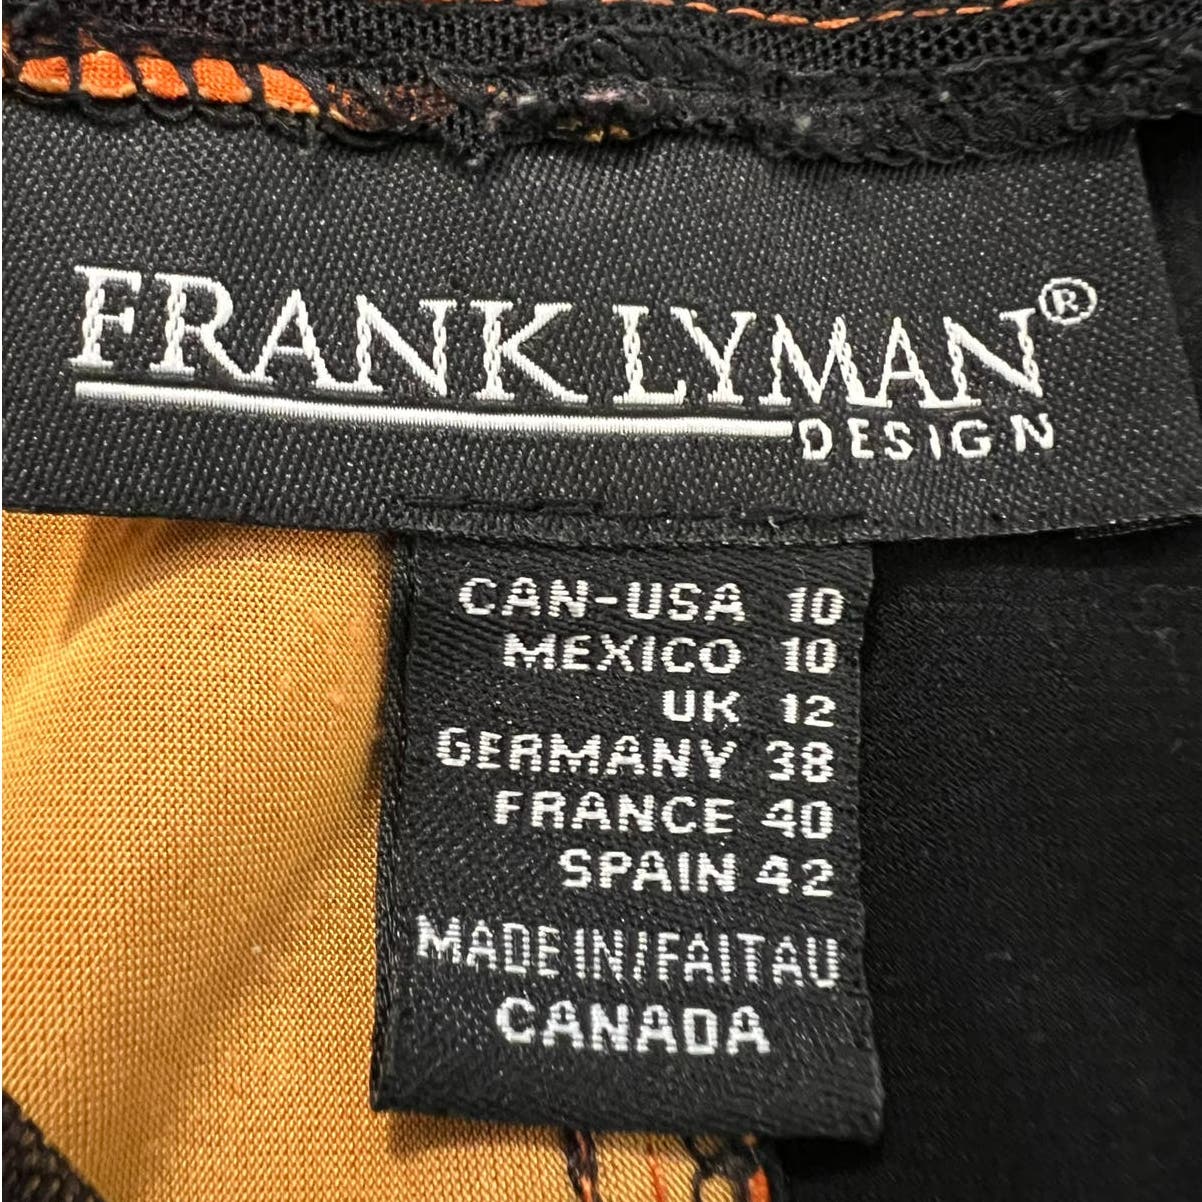 FRANK LYMAN®
DESIGN
CAN-USA 10
MEXICO 10
UK 12
GERMANY 38
FRANCE 40
SPAIN 42
MADE IN/FAIT AU
CANADA